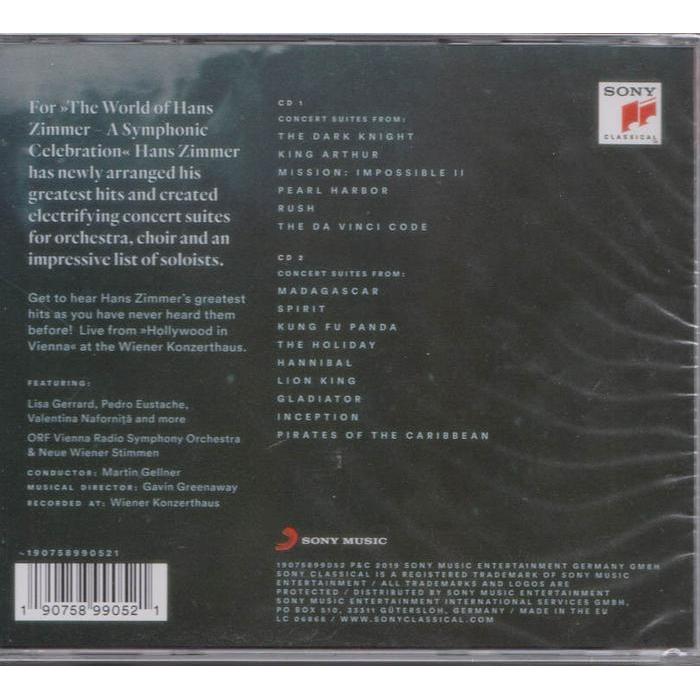 For »The World of Hans
Zimmer – A Symphonic
Celebration« Hans Zimmer
has newly arranged his
greatest hits and created
electrifying concert suites
for orchestra, choir and an
impressive list of soloists.
Get to hear Hans Zimmer's greatest
hits as you have never heard them
before! Live from »Hollywood in
Vienna« at the Wiener Konzerthaus.
FEATURING:
Lisa Gerrard, Pedro Eustache,
Valentina Naforniță and more
ORF Vienna Radio Symphony Orchestra
& Neue Wiener Stimmen
CONDUCTOR: Martin Gellner
MUSICAL DIRECTOR: Gavin Greenaway
RECORDED AT: Wiener Konzerthaus
CD 1
CONCERT SUITES FROM:
THE DARK KNIGHT
KING ARTHUR
MISSION: IMPOSSIBLE II
PEARL HARBOR
RUSH
THE DA VINCI CODE
CD 2
CONCERT SUITES FROM:
MADAGASCAR
SPIRIT
KUNG FU PANDA
THE HOLIDAY
HANNIBAL
LION KING
GLADIATOR
INCEPTION
PIRATES OF THE CARIBBEAN
SONY
CLASSICAL
~190758990521
1 90758 99052 1
SONY MUSIC
19075899052 P&C 2019 SONY MUSIC ENTERTAINMENT GERMANY GMBH
SONY CLASSICAL IS A REGISTERED TRADEMARK OF SONY MUSIC
ENTERTAINMENT / ALL TRADEMARKS AND LOGOS ARE
PROTECTED / DISTRIBUTED BY SONY MUSIC ENTERTAINMENT
SONY MUSIC ENTERTAINMENT INTERNATIONAL SERVICES GMBH,
PO BOX 510, 33311 GÜTERSLOH, GERMANY / MADE IN THE EU
LC 06868 / WWW.SONYCLASSICAL.COM